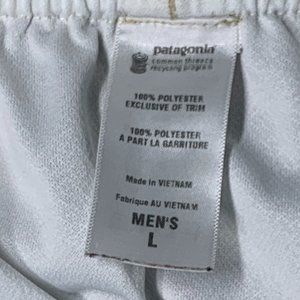 patagonia
common threads
recycling program
100% POLYESTER
EXCLUSIVE OF TRIM
100% POLYESTER
A PART LA GARNITURE
Made in VIETNAM
Fabrique AU VIETNAM
MEN'S
L